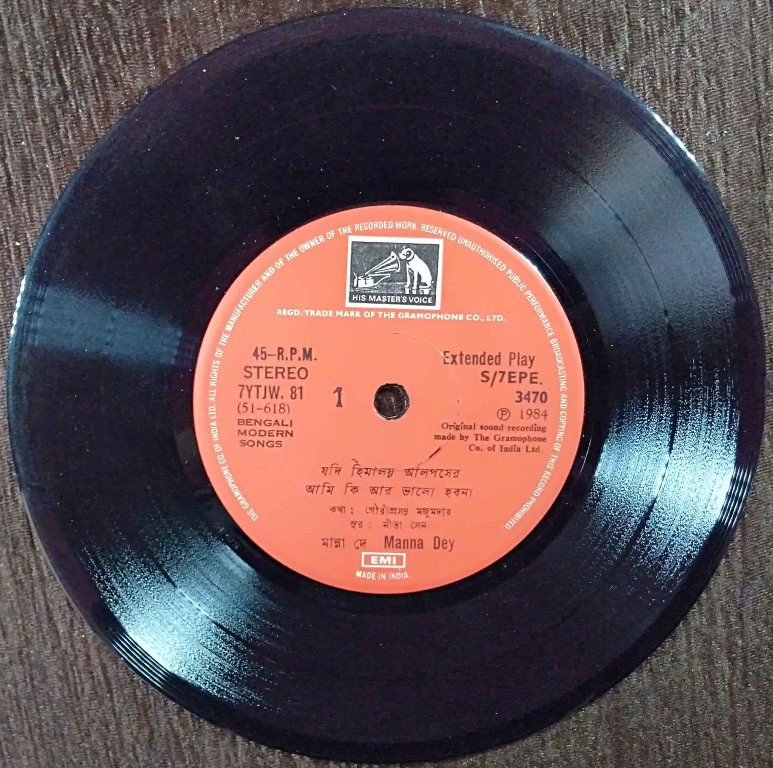 THE GRAMOPHONE CO. OF INDIA LTD. ALL RIGHTS OF THE MANUFACTURER AND OF THE OWNER OF THE RECORDED WORK RESERVED UNAUTHORISED PUBLIC PERFORMANCE BROADCASTING AND COPYING OF THIS RECORD PROHIBITED
HIS MASTER'S VOICE
REGD. TRADE MARK OF THE GRAMOPHONE CO., LTD.
45-R.P.M.
STEREO
7YTJW. 81
(51-618)
BENGALI
MODERN
SONGS
1
Extended Play
S/7EPE.
3470
Ⓟ 1984
Original sound recording
made by The Gramophone
Co. of India Ltd.
যদি হিমালয় আলপিসের
আমি কি আর ভালো হবনা
কথা : গৌরীপ্রসন্ন মজুমদার
সুর : নীতা সেন
মান্না দে Manna Dey
EMI
MADE IN INDIA.